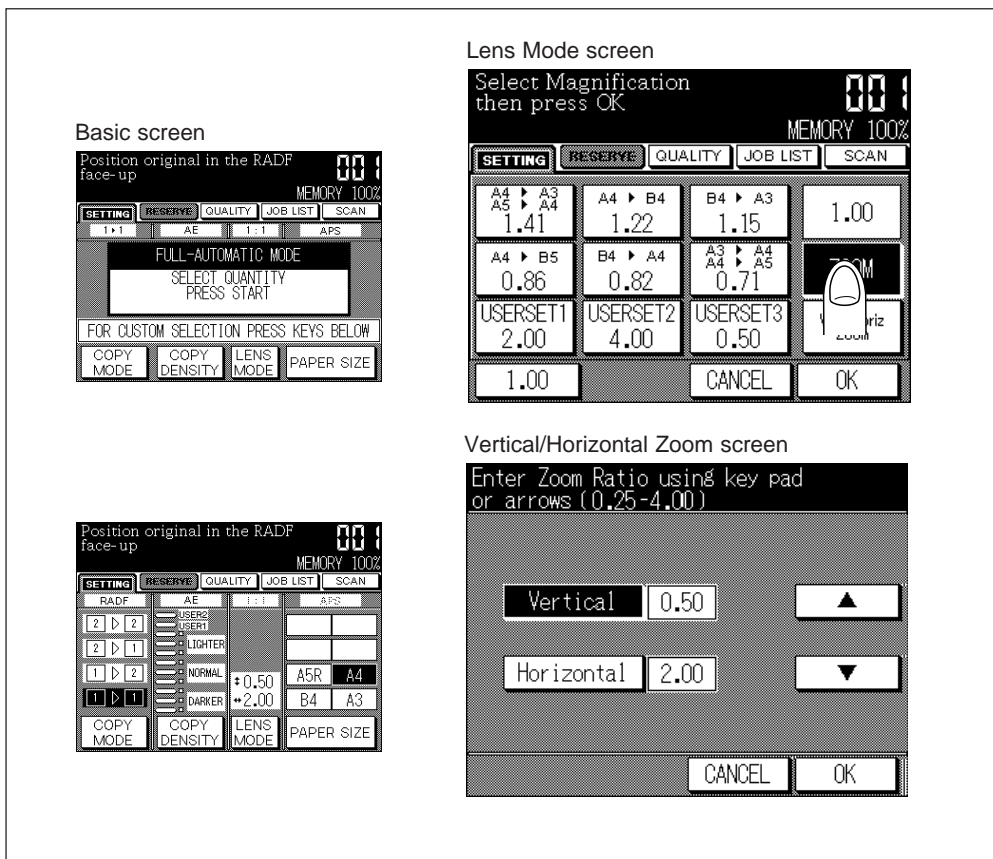 Lens Mode screen
Select Magnification
then press OK
001
MEMORY 100%
SETTING RESERVE QUALITY JOB LIST SCAN
A4 ▶ A3
A5 ▶ A4
1.41
A4 ▶ B4
1.22
B4 ▶ A3
1.15
1.00
A4 ▶ B5
0.86
B4 ▶ A4
0.82
A3 ▶ A4
A4 ▶ A5
0.71
USERSET1
2.00
USERSET2
4.00
USERSET3
0.50
1.00 CANCEL OK
Basic screen
Position original in the RADF
face-up
001
MEMORY 100%
SETTING RESERVE QUALITY JOB LIST SCAN
1▶1 AE 1:1 APS
FULL-AUTOMATIC MODE
SELECT QUANTITY
PRESS START
FOR CUSTOM SELECTION PRESS KEYS BELOW
COPY MODE
COPY DENSITY
LENS MODE
PAPER SIZE
Vertical/Horizontal Zoom screen
Enter Zoom Ratio using key pad
or arrows (0.25-4.00)
Vertical 0.50 ▲
Horizontal 2.00 ▼
CANCEL OK
Position original in the RADF
face-up
001
MEMORY 100%
SETTING RESERVE QUALITY JOB LIST SCAN
RADF AE 1:1 APS
2 ▷ 2
2 ▷ 1
1 ▷ 2
1 ▷ 1
USER2
USER1
LIGHTER
NORMAL
DARKER
↕0.50
↔2.00
A5R A4
B4 A3
COPY MODE
COPY DENSITY
LENS MODE
PAPER SIZE